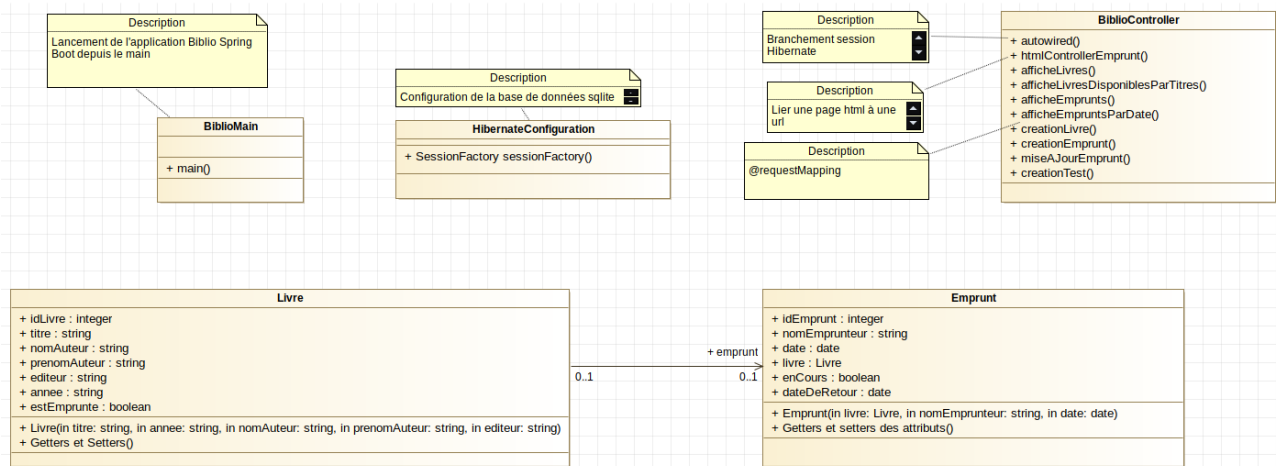 Description
Lancement de l'application Biblio Spring
Boot depuis le main
BiblioMain
+ main()
Description
Configuration de la base de données sqlite
HibernateConfiguration
+ SessionFactory sessionFactory()
Description
Branchement session
Hibernate
Description
Lier une page html à une
url
Description
@requestMapping
BiblioController
+ autowired()
+ htmlControllerEmprunt()
+ afficheLivres()
+ afficheLivresDisponiblesParTitres()
+ afficheEmprunts()
+ afficheEmpruntsParDate()
+ creationLivre()
+ creationEmprunt()
+ miseAJourEmprunt()
+ creationTest()
Livre
+ idLivre : integer
+ titre : string
+ nomAuteur : string
+ prenomAuteur : string
+ editeur : string
+ annee : string
+ estEmprunte : boolean
+ Livre(in titre: string, in annee: string, in nomAuteur: string, in prenomAuteur: string, in editeur: string)
+ Getters et Setters()
+ emprunt
0..1
0..1
Emprunt
+ idEmprunt : integer
+ nomEmprunteur : string
+ date : date
+ livre : Livre
+ enCours : boolean
+ dateDeRetour : date
+ Emprunt(in livre: Livre, in nomEmprunteur: string, in date: date)
+ Getters et setters des attributs()